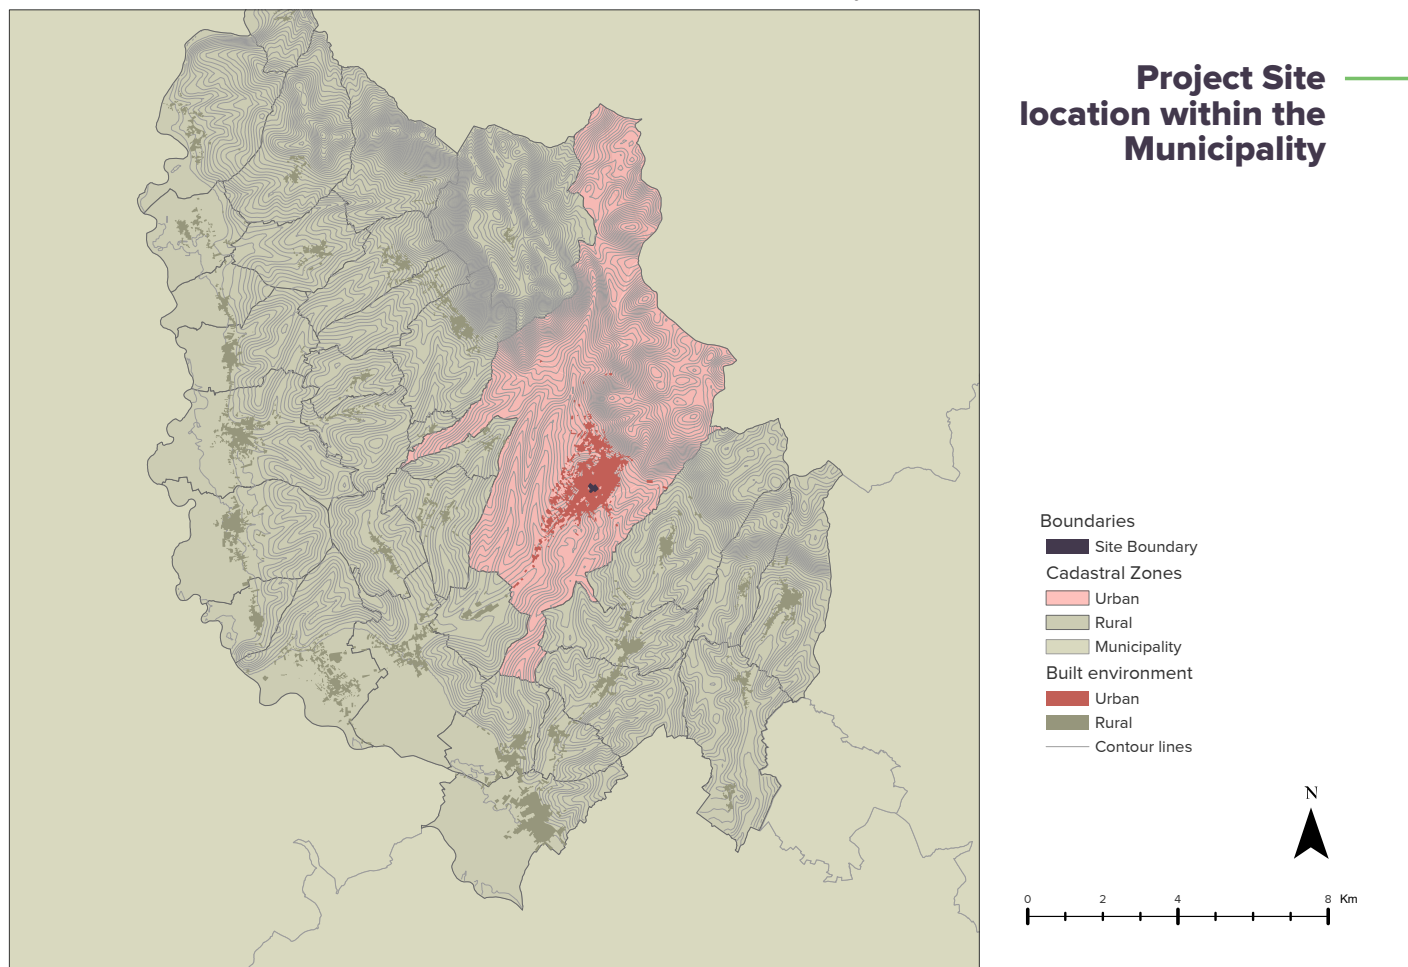 Project Site
location within the
Municipality
Boundaries
Site Boundary
Cadastral Zones
Urban
Rural
Municipality
Built environment
Urban
Rural
Contour lines
N
0 2 4 8 Km